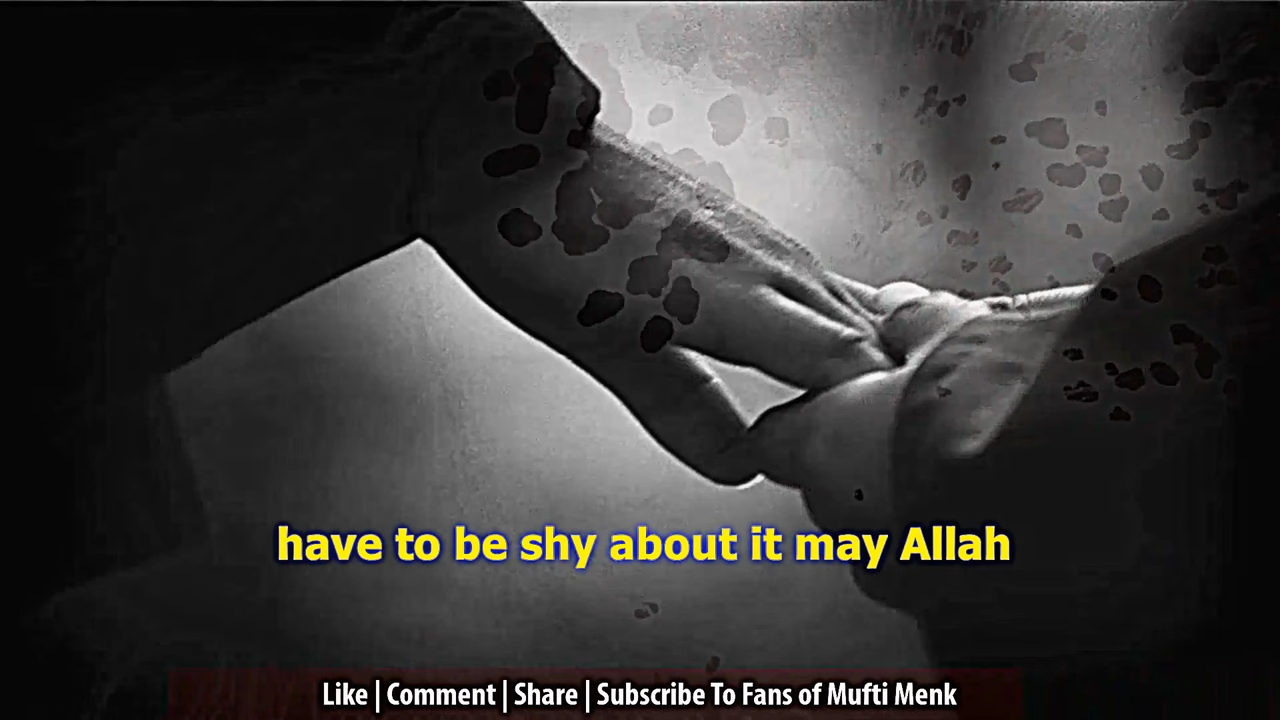 have to be shy about it may Allah
Like | Comment | Share | Subscribe To Fans of Mufti Menk